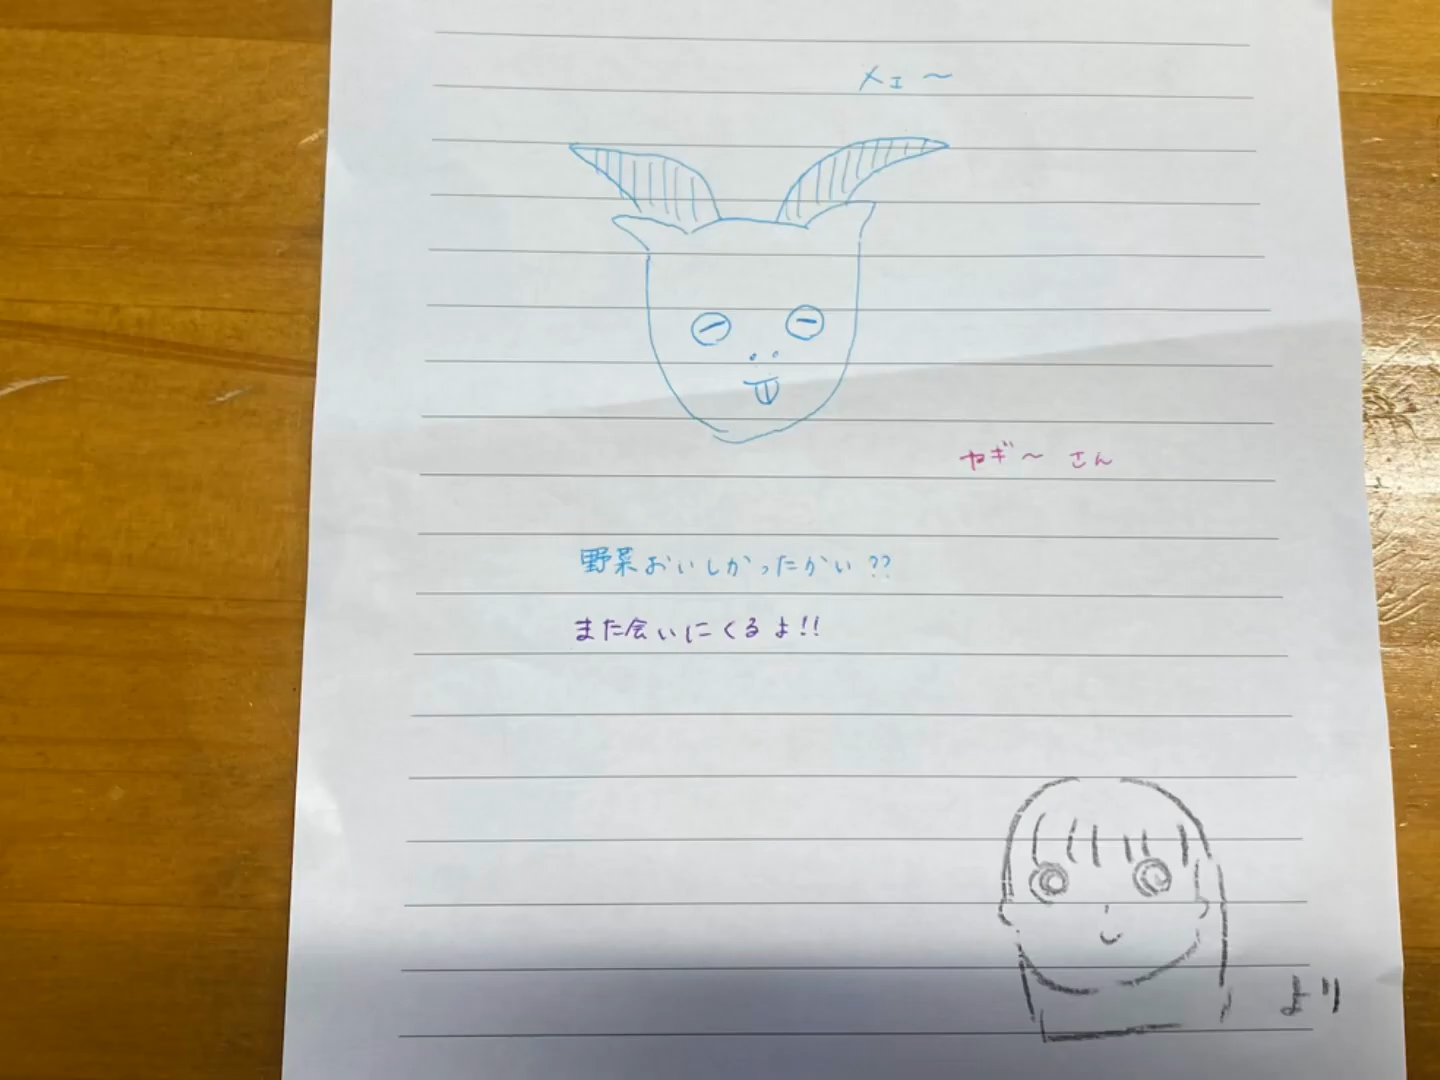 メェ〜
ヤギ〜 さん
野菜おいしかったかい??
また会いにくるよ!!
より